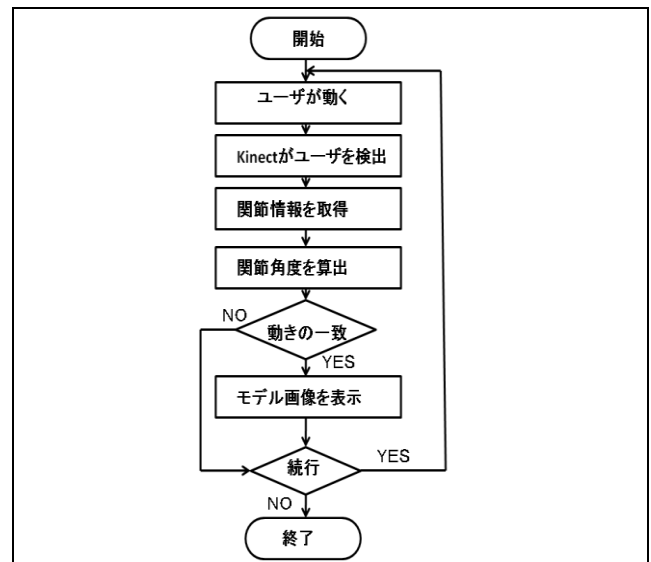 開始
ユーザが動く
Kinectがユーザを検出
関節情報を取得
関節角度を算出
NO
動きの一致
YES
モデル画像を表示
続行
YES
NO
終了